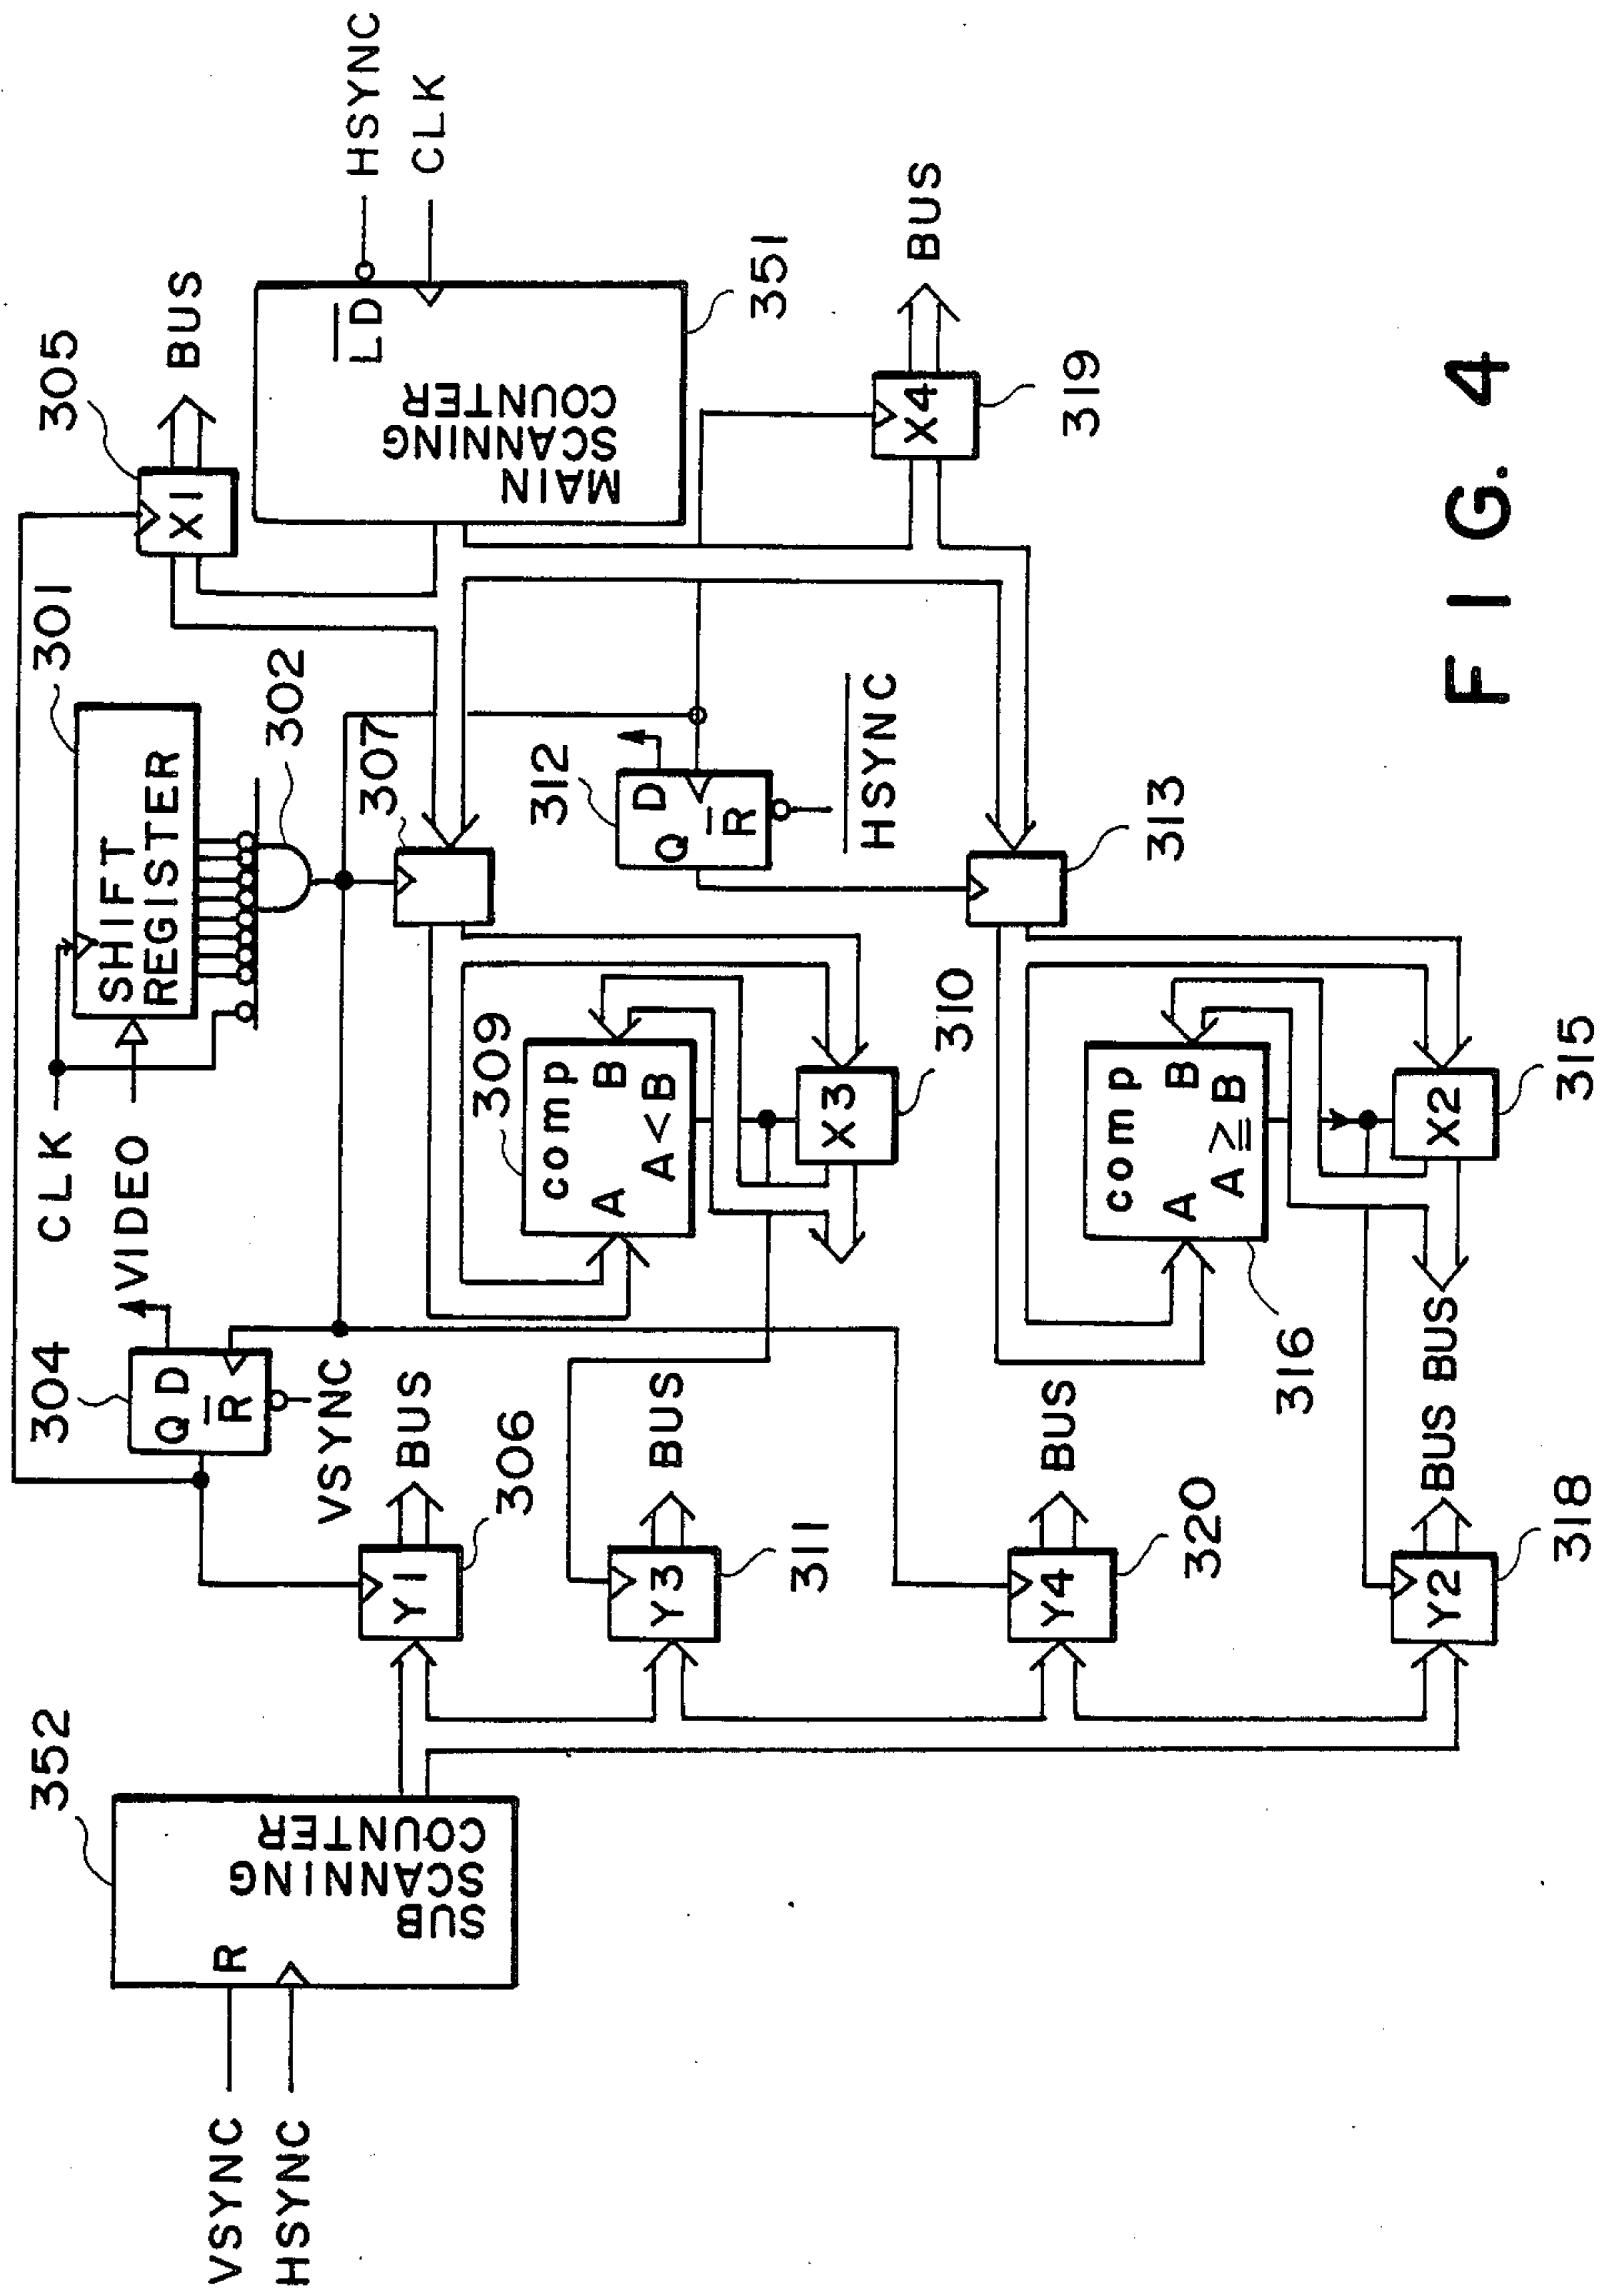 352
VSYNC
R
HSYNC
SUB
SCANNING
COUNTER
304
Q
D
R
VSYNC
CLK
VIDEO
301
SHIFT
REGISTER
302
305
X1
BUS
MAIN
SCANNING
COUNTER
LD
HSYNC
CLK
351
Y1
BUS
306
307
309
comp
A
B
A<B
X3
310
312
D
Q
R
HSYNC
X4
BUS
319
Y3
BUS
311
313
Y4
BUS
320
comp
A
B
A≧B
316
X2
315
BUS
Y2
BUS
318
FIG. 4